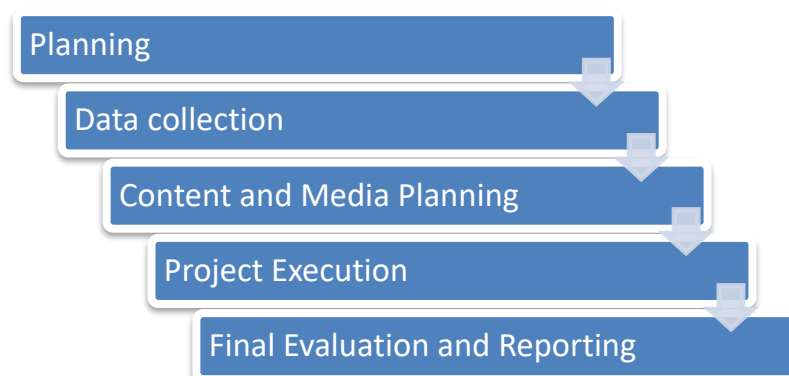 Planning
Data collection
Content and Media Planning
Project Execution
Final Evaluation and Reporting